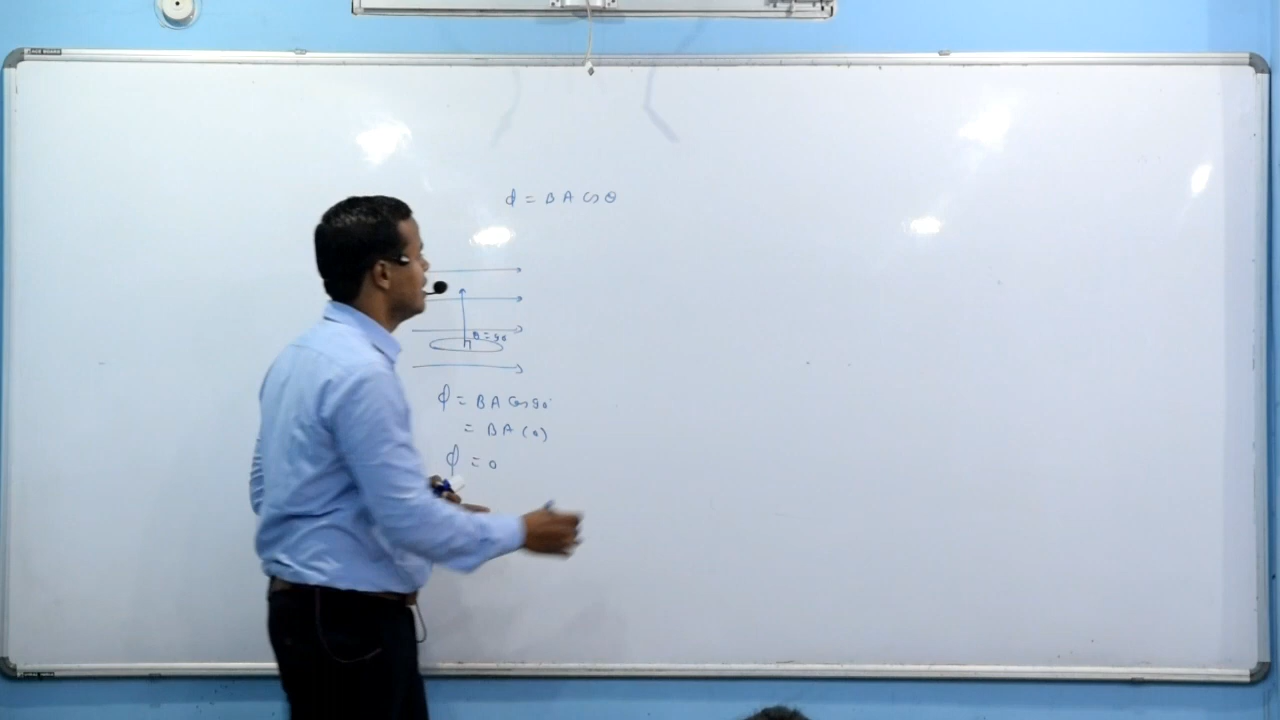 ɸ = B A Cos θ
θ = 90
ɸ = B A Cos 90°
= B A (0)
ɸ = 0